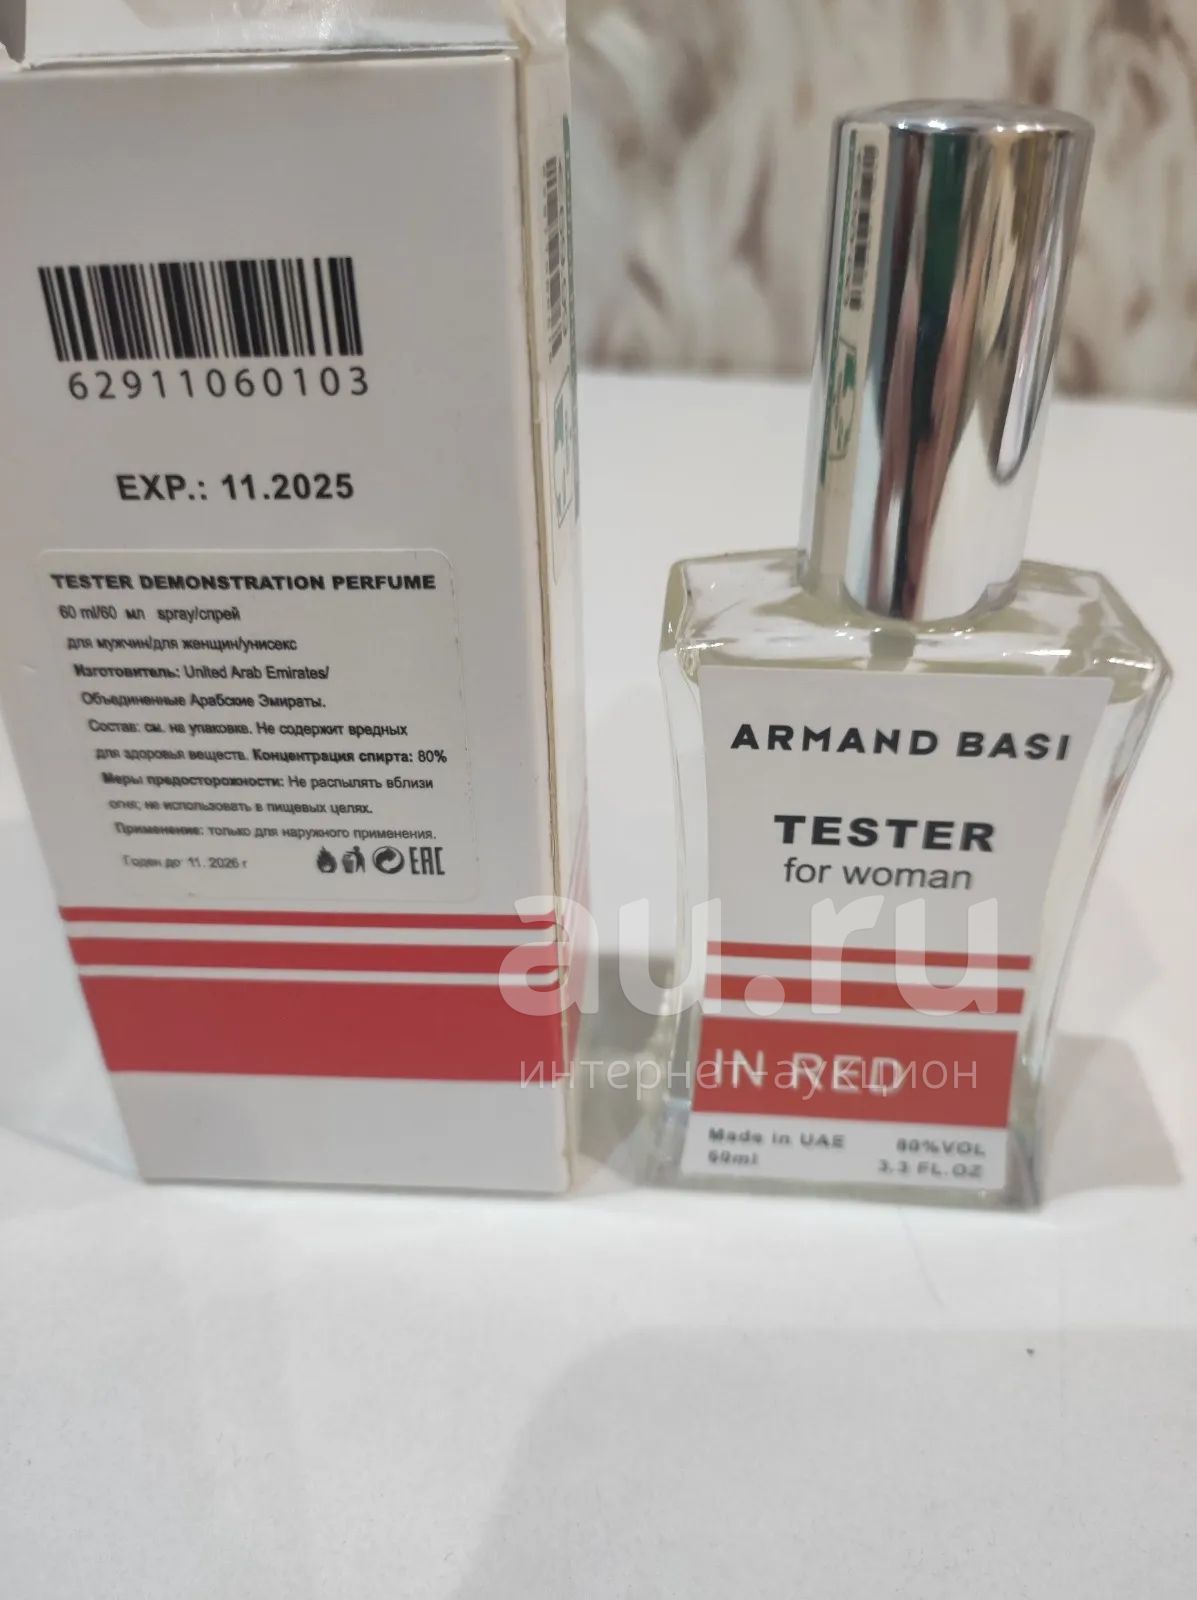 62911060103
EXP.: 11.2025
TESTER DEMONSTRATION PERFUME
60 ml/60 мл spray/спрей
для мужчин/для женщин/унисекс
Изготовитель: United Arab Emirates/
Объединенные Арабские Эмираты.
Состав: см. на упаковке. Не содержит вредных
для здоровья веществ. Концентрация спирта: 80%
Меры предосторожности: Не распылять вблизи
огня; не использовать в пищевых целях.
Применение: только для наружного применения.
Годен до 11. 2026 г
EAC
ARMAND BASI
TESTER
for woman
IN RED
Made in UAE 80%VOL
60ml 3.3 FL.OZ
au.ru
интернет-аукцион